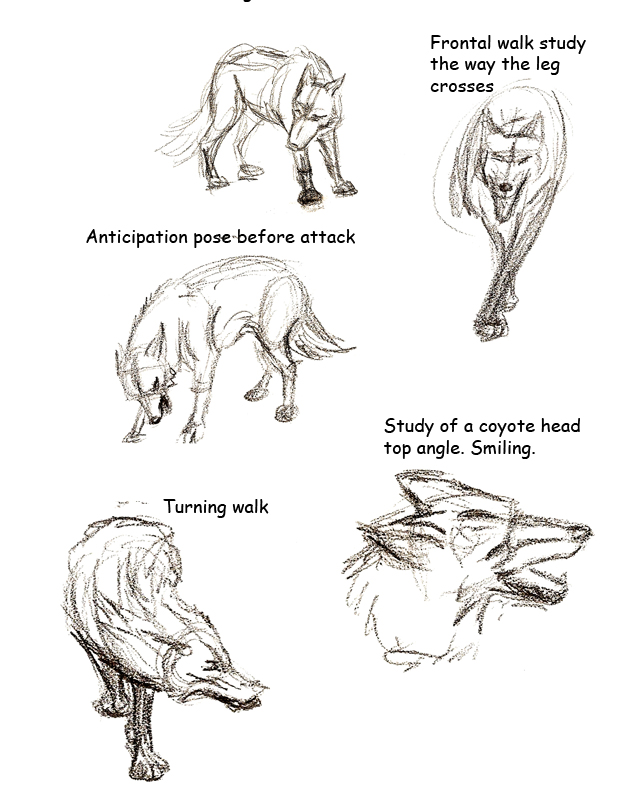 Frontal walk study
the way the leg
crosses
Anticipation pose before attack
Study of a coyote head
top angle. Smiling.
Turning walk